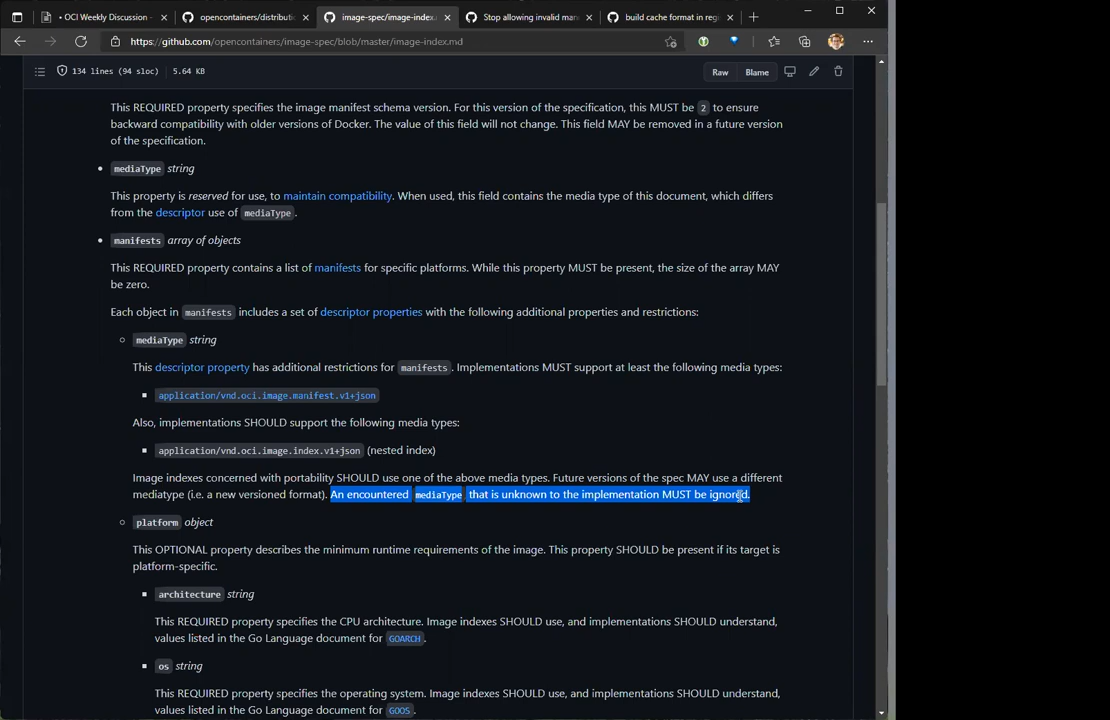 • OCI Weekly Discussion -
opencontainers/distributi
image-spec/image-index.
Stop allowing invalid man
build cache format in reg
https://github.com/opencontainers/image-spec/blob/master/image-index.md
134 lines (94 sloc) 5.64 KB
Raw Blame
This REQUIRED property specifies the image manifest schema version. For this version of the specification, this MUST be 2 to ensure
backward compatibility with older versions of Docker. The value of this field will not change. This field MAY be removed in a future version
of the specification.
• mediaType string
This property is reserved for use, to maintain compatibility. When used, this field contains the media type of this document, which differs
from the descriptor use of mediaType.
• manifests array of objects
This REQUIRED property contains a list of manifests for specific platforms. While this property MUST be present, the size of the array MAY
be zero.
Each object in manifests includes a set of descriptor properties with the following additional properties and restrictions:
mediaType string
This descriptor property has additional restrictions for manifests. Implementations MUST support at least the following media types:
application/vnd.oci.image.manifest.v1+json
Also, implementations SHOULD support the following media types:
application/vnd.oci.image.index.v1+json (nested index)
Image indexes concerned with portability SHOULD use one of the above media types. Future versions of the spec MAY use a different
mediatype (i.e. a new versioned format). An encountered mediaType that is unknown to the implementation MUST be ignored.
platform object
This OPTIONAL property describes the minimum runtime requirements of the image. This property SHOULD be present if its target is
platform-specific.
architecture string
This REQUIRED property specifies the CPU architecture. Image indexes SHOULD use, and implementations SHOULD understand,
values listed in the Go Language document for GOARCH.
os string
This REQUIRED property specifies the operating system. Image indexes SHOULD use, and implementations SHOULD understand,
values listed in the Go Language document for GOOS.